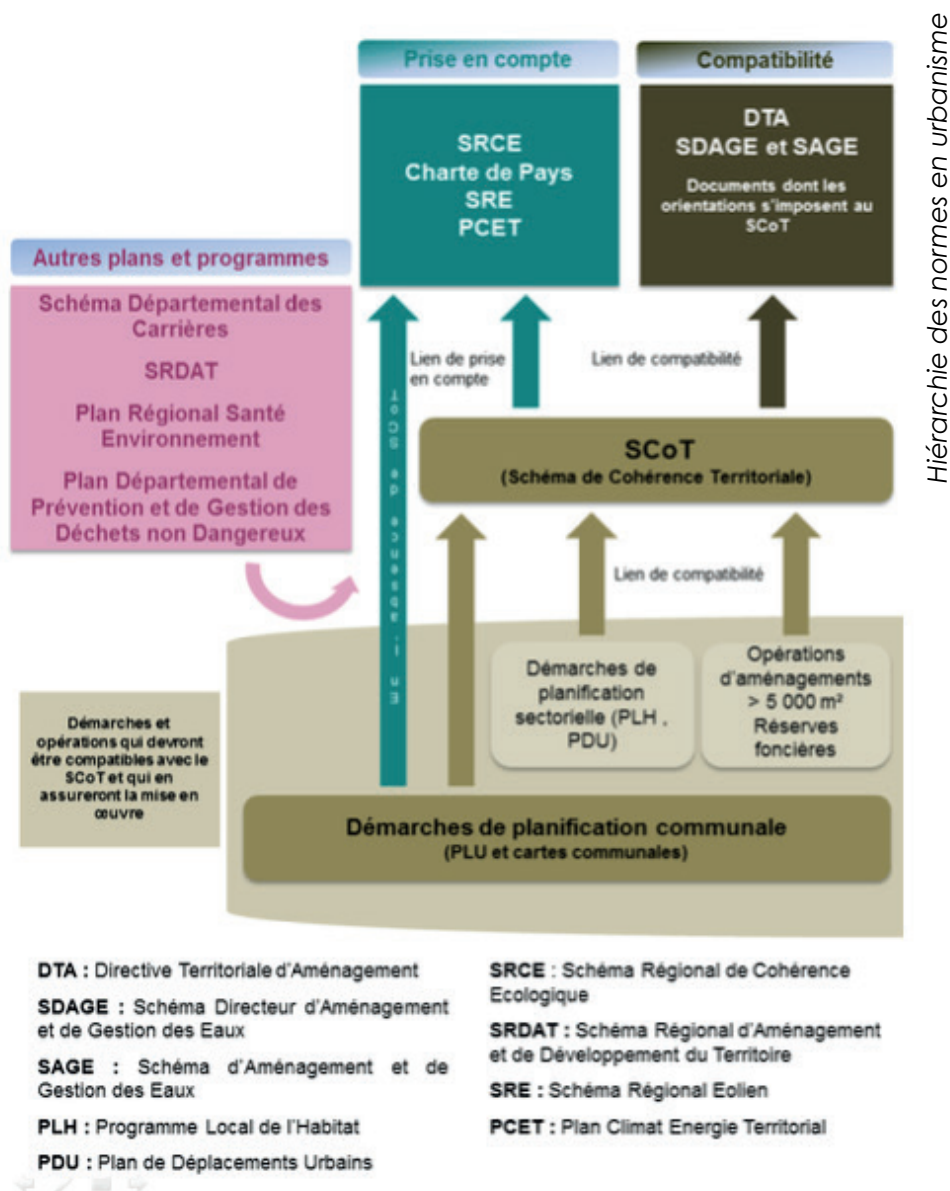 Hiérarchie des normes en urbanisme
Prise en compte
SRCE
Charte de Pays
SRE
PCET
Compatibilité
DTA
SDAGE et SAGE
Documents dont les
orientations s'imposent au
SCoT
Autres plans et programmes
Schéma Départemental des
Carrières
SRDAT
Plan Régional Santé
Environnement
Plan Départemental de
Prévention et de Gestion des
Déchets non Dangereux
Lien de prise
en compte
Lien de compatibilité
En l'absence de SCoT
SCoT
(Schéma de Cohérence Territoriale)
Lien de compatibilité
Démarches de
planification
sectorielle (PLH ,
PDU)
Opérations
d'aménagements
> 5 000 m²
Réserves
foncières
Démarches et
opérations qui devront
être compatibles avec le
SCoT et qui en
assureront la mise en
œuvre
Démarches de planification communale
(PLU et cartes communales)
DTA : Directive Territoriale d'Aménagement
SDAGE : Schéma Directeur d'Aménagement
et de Gestion des Eaux
SAGE : Schéma d'Aménagement et de
Gestion des Eaux
PLH : Programme Local de l'Habitat
PDU : Plan de Déplacements Urbains
SRCE : Schéma Régional de Cohérence
Ecologique
SRDAT : Schéma Régional d'Aménagement
et de Développement du Territoire
SRE : Schéma Régional Eolien
PCET : Plan Climat Energie Territorial